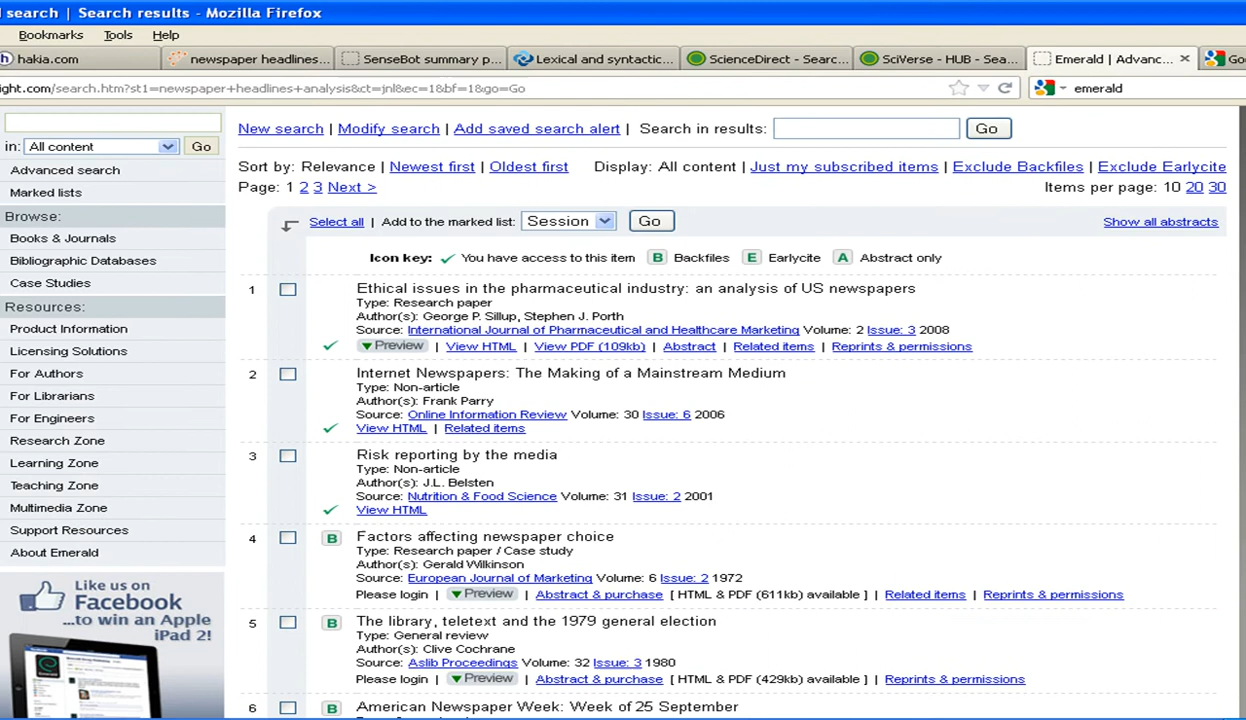 search | Search results - Mozilla Firefox
Bookmarks Tools Help
hakia.com newspaper headlines... SenseBot summary p... Lexical and syntactic... ScienceDirect - Searc... SciVerse - HUB - Sea... Emerald | Advanc... Go
ght.com/search.htm?st1=newspaper+headlines+analysis&ct=jnl&ec=1&bf=1&go=Go emerald
in: All content Go
Advanced search
Marked lists
Browse:
Books & Journals
Bibliographic Databases
Case Studies
Resources:
Product Information
Licensing Solutions
For Authors
For Librarians
For Engineers
Research Zone
Learning Zone
Teaching Zone
Multimedia Zone
Support Resources
About Emerald
Like us on
Facebook
...to win an Apple
iPad 2!
New search | Modify search | Add saved search alert | Search in results: Go
Sort by: Relevance | Newest first | Oldest first Display: All content | Just my subscribed items | Exclude Backfiles | Exclude Earlycite
Page: 1 2 3 Next > Items per page: 10 20 30
Select all | Add to the marked list: Session Go Show all abstracts
Icon key: You have access to this item B Backfiles E Earlycite A Abstract only
1 Ethical issues in the pharmaceutical industry: an analysis of US newspapers
Type: Research paper
Author(s): George P. Sillup, Stephen J. Porth
Source: International Journal of Pharmaceutical and Healthcare Marketing Volume: 2 Issue: 3 2008
Preview | View HTML | View PDF (109kb) | Abstract | Related items | Reprints & permissions
2 Internet Newspapers: The Making of a Mainstream Medium
Type: Non-article
Author(s): Frank Parry
Source: Online Information Review Volume: 30 Issue: 6 2006
View HTML | Related items
3 Risk reporting by the media
Type: Non-article
Author(s): J.L. Belsten
Source: Nutrition & Food Science Volume: 31 Issue: 2 2001
View HTML
4 B Factors affecting newspaper choice
Type: Research paper / Case study
Author(s): Gerald Wilkinson
Source: European Journal of Marketing Volume: 6 Issue: 2 1972
Please login | Preview | Abstract & purchase [ HTML & PDF (611kb) available ] | Related items | Reprints & permissions
5 B The library, teletext and the 1979 general election
Type: General review
Author(s): Clive Cochrane
Source: Aslib Proceedings Volume: 32 Issue: 3 1980
Please login | Preview | Abstract & purchase [ HTML & PDF (429kb) available ] | Reprints & permissions
6 B American Newspaper Week: Week of 25 September